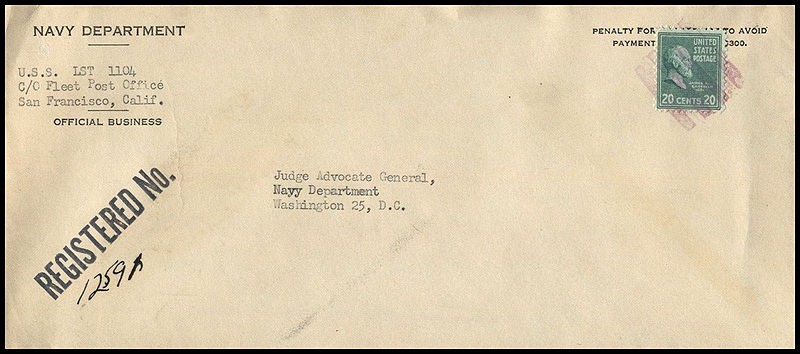 NAVY DEPARTMENT
U.S.S. LST 1104
C/O Fleet Post Office
San Francisco, Calif.
OFFICIAL BUSINESS
PENALTY FOR TO AVOID
PAYMENT $300.
UNITED
STATES
POSTAGE
20 CENTS 20
Judge Advocate General,
Navy Department
Washington 25, D.C.
REGISTERED No.
1259